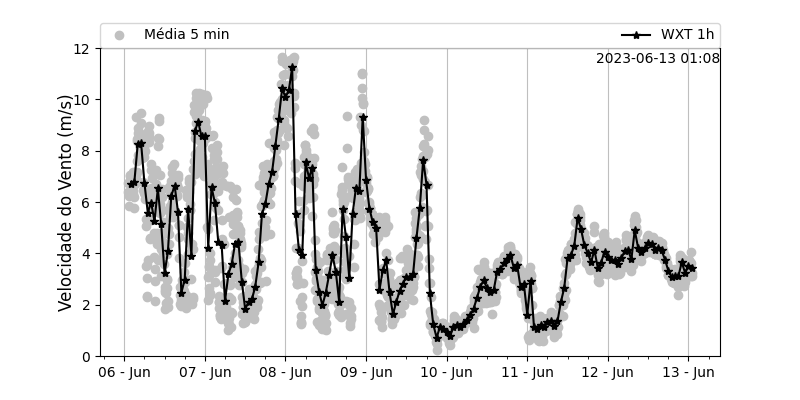 Média 5 min
WXT 1h
2023-06-13 01:08
Velocidade do Vento (m/s)
12
10
8
6
4
2
0
06 - Jun
07 - Jun
08 - Jun
09 - Jun
10 - Jun
11 - Jun
12 - Jun
13 - Jun